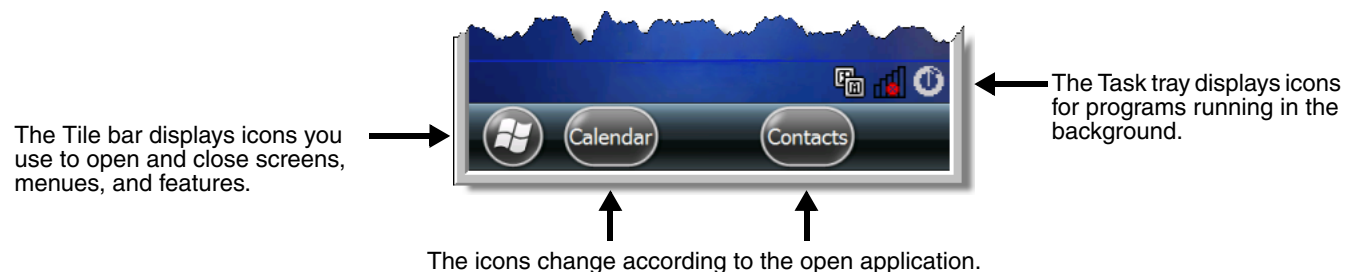 The Task tray displays icons
for programs running in the
background.
The Tile bar displays icons you
use to open and close screens,
menues, and features.
Calendar
Contacts
The icons change according to the open application.